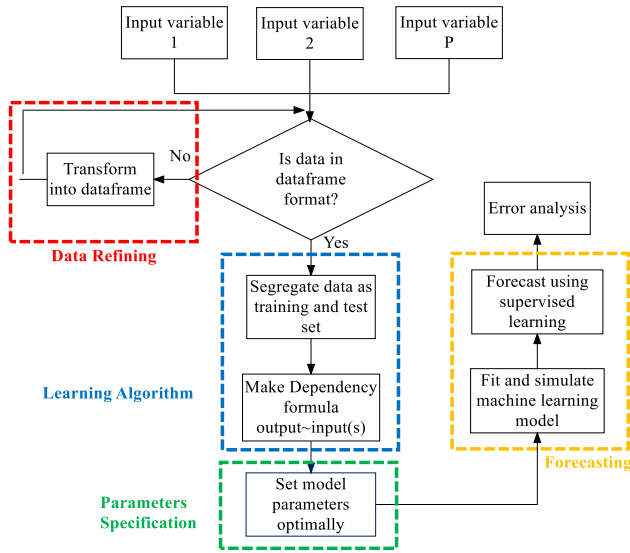 Input variable
1
Input variable
2
Input variable
P
Is data in
dataframe
format?
No
Transform
into dataframe
Data Refining
Yes
Segregate data as
training and test
set
Make Dependency
formula
output~input(s)
Learning Algorithm
Set model
parameters
optimally
Parameters
Specification
Error analysis
Forecast using
supervised
learning
Fit and simulate
machine learning
model
Forecasting